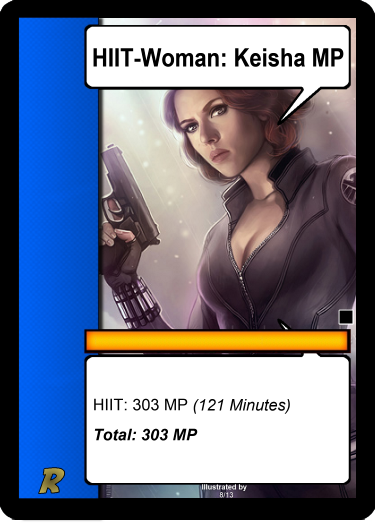 HIIT-Woman: Keisha MP
HIIT: 303 MP (121 Minutes)
Total: 303 MP
R
Illustrated by
8/13